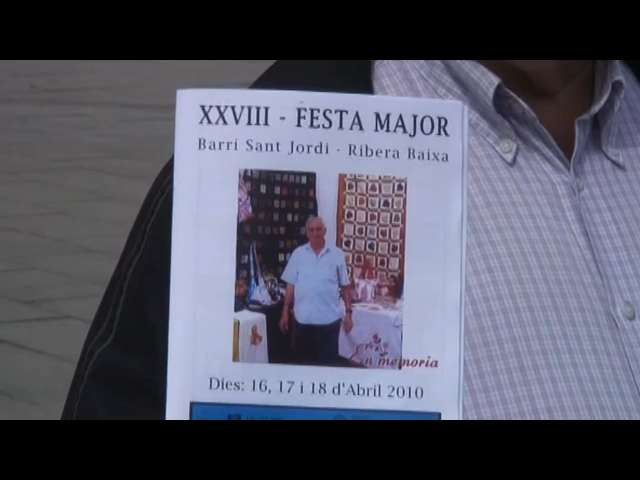 XXVIII - FESTA MAJOR
Barri Sant Jordi - Ribera Baixa
En memoria
Dies: 16, 17 i 18 d'Abril 2010